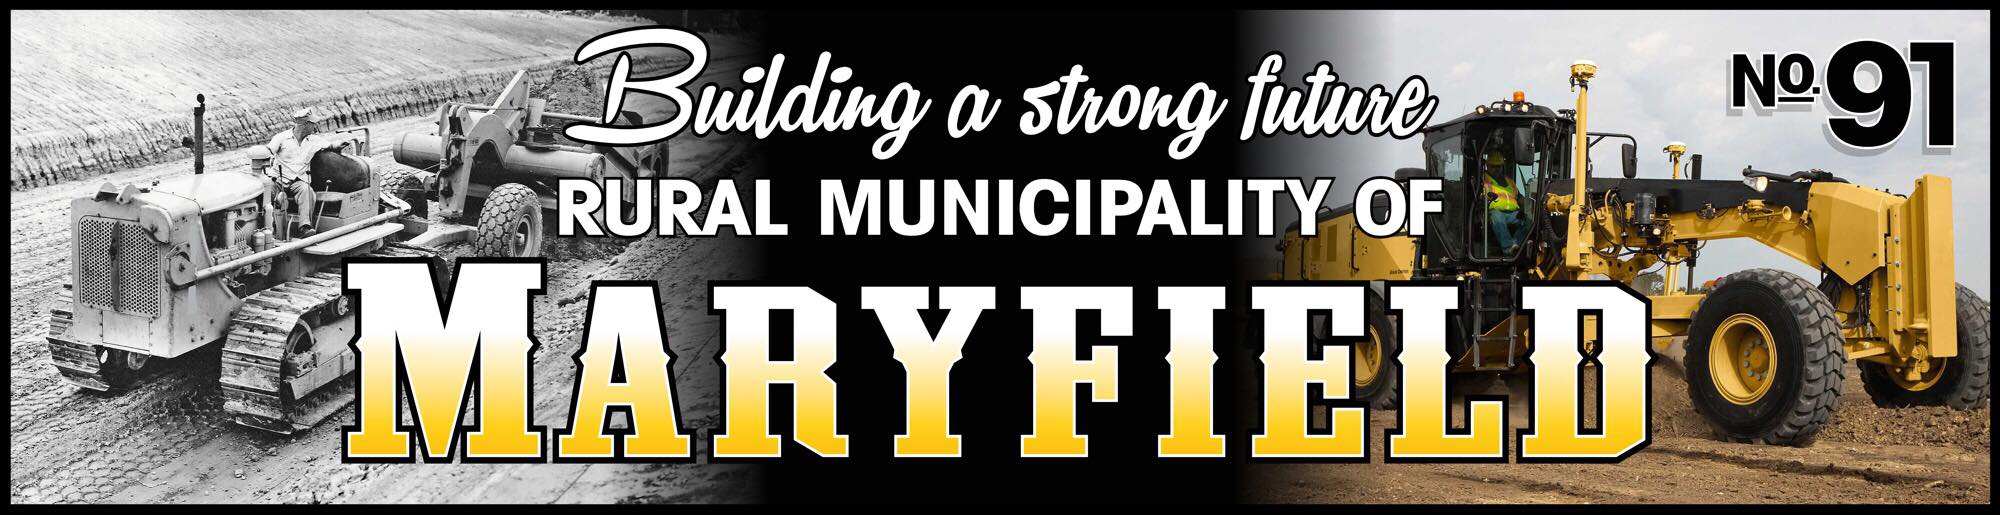 Building a strong future
RURAL MUNICIPALITY OF
MARYFIELD
No. 91